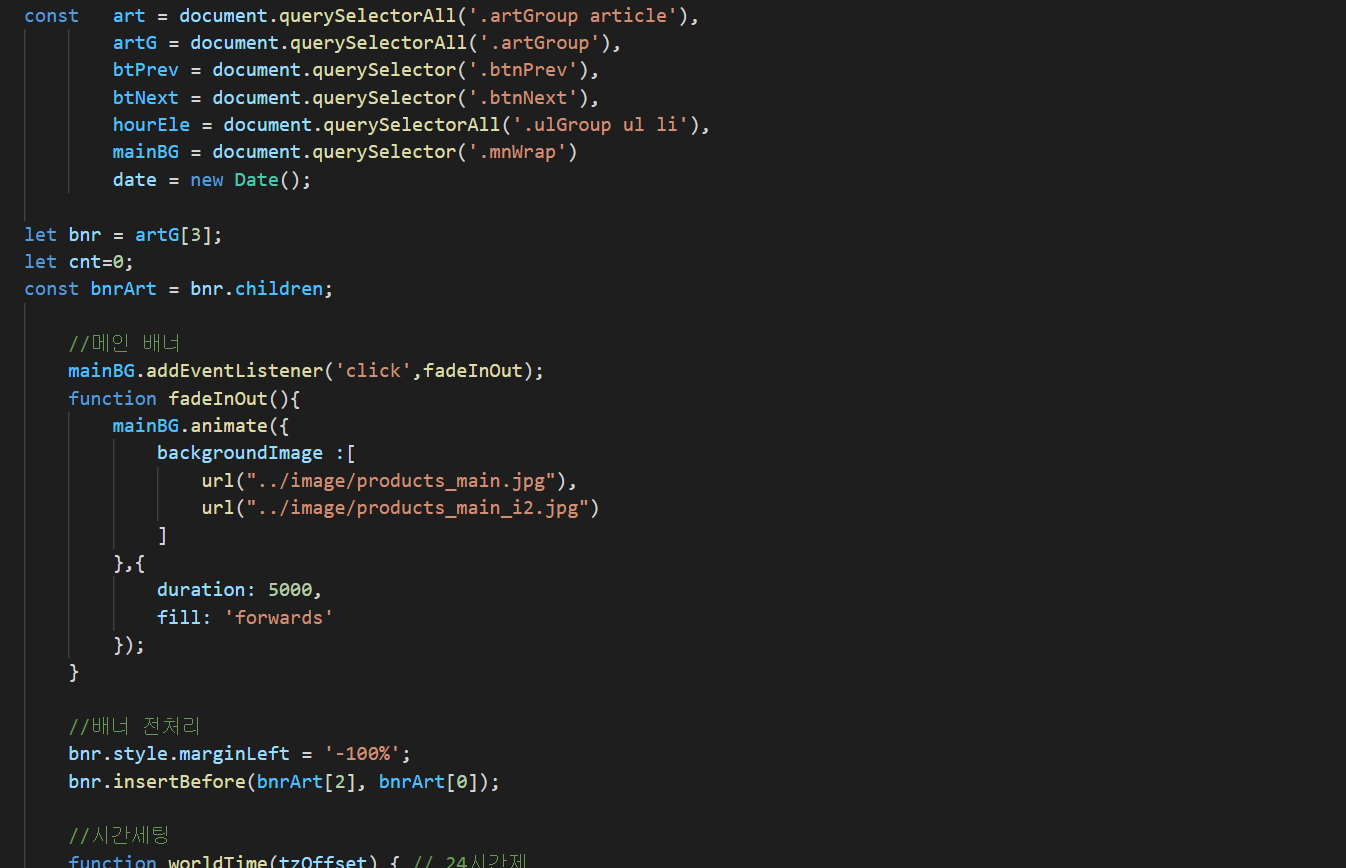 const   art = document.querySelectorAll('.artGroup article'),
        artG = document.querySelectorAll('.artGroup'),
        btPrev = document.querySelector('.btnPrev'),
        btNext = document.querySelector('.btnNext'),
        hourEle = document.querySelectorAll('.ulGroup ul li'),
        mainBG = document.querySelector('.mnWrap')
        date = new Date();

let bnr = artG[3];
let cnt=0;
const bnrArt = bnr.children;

    //메인 배너
    mainBG.addEventListener('click',fadeInOut);
    function fadeInOut(){
        mainBG.animate({
            backgroundImage :[
                url("../image/products_main.jpg"),
                url("../image/products_main_i2.jpg")
            ]
        },{
            duration: 5000,
            fill: 'forwards'
        });
    }

    //배너 전처리
    bnr.style.marginLeft = '-100%';
    bnr.insertBefore(bnrArt[2], bnrArt[0]);

    //시간세팅
    function worldTime(tzOffset) { // 24시간제